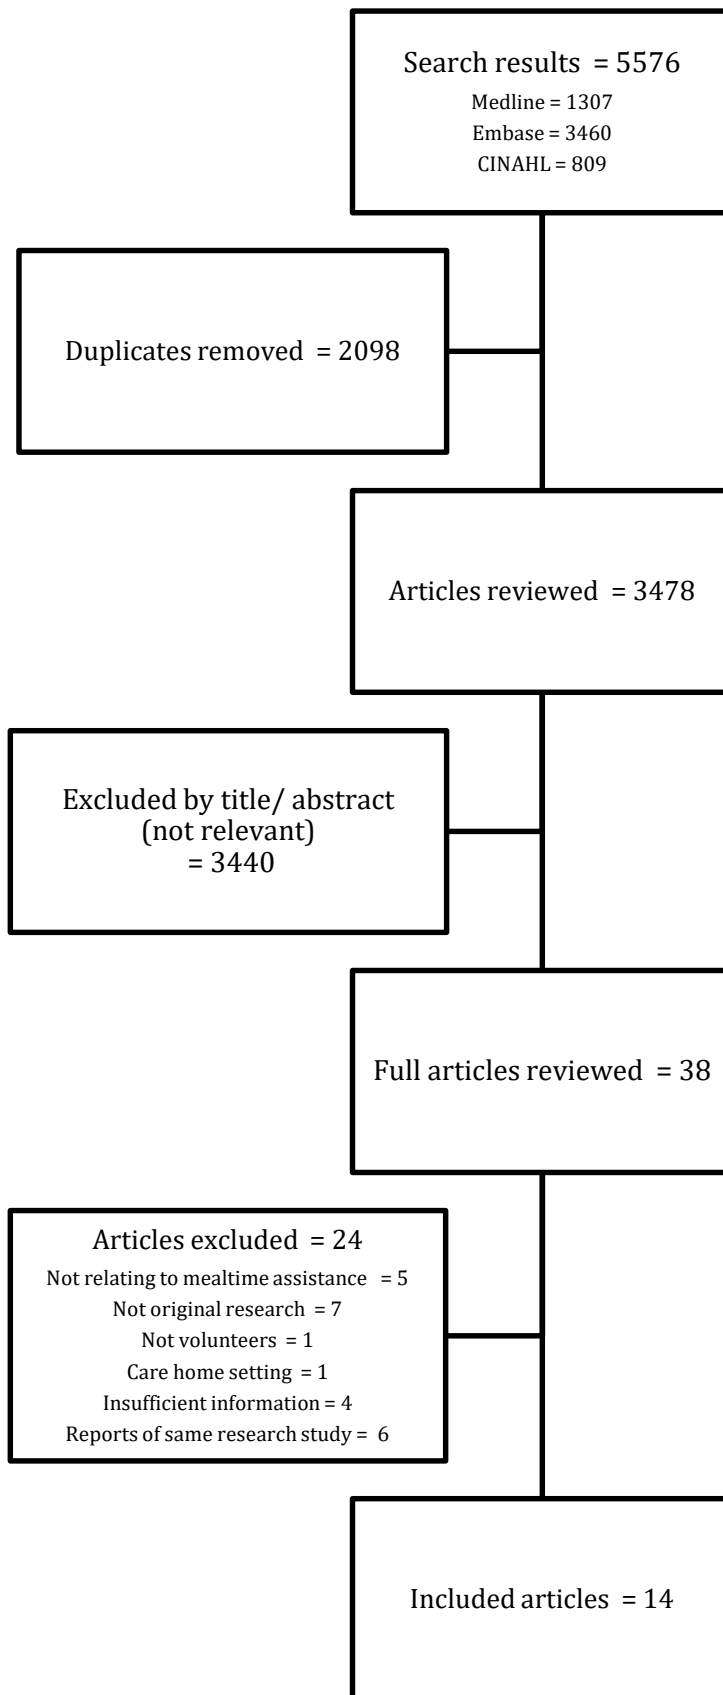 Search results = 5576
Medline = 1307
Embase = 3460
CINAHL = 809
Duplicates removed = 2098
Articles reviewed = 3478
Excluded by title/ abstract
(not relevant)
= 3440
Full articles reviewed = 38
Articles excluded = 24
Not relating to mealtime assistance = 5
Not original research = 7
Not volunteers = 1
Care home setting = 1
Insufficient information = 4
Reports of same research study = 6
Included articles = 14